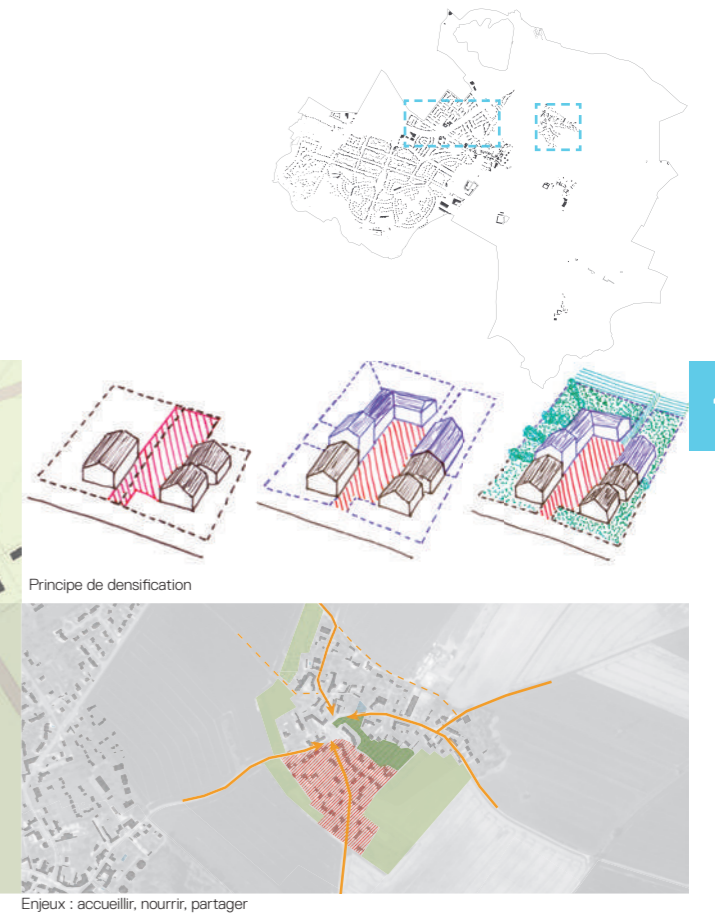 Principe de densification
Enjeux : accueillir, nourrir, partager